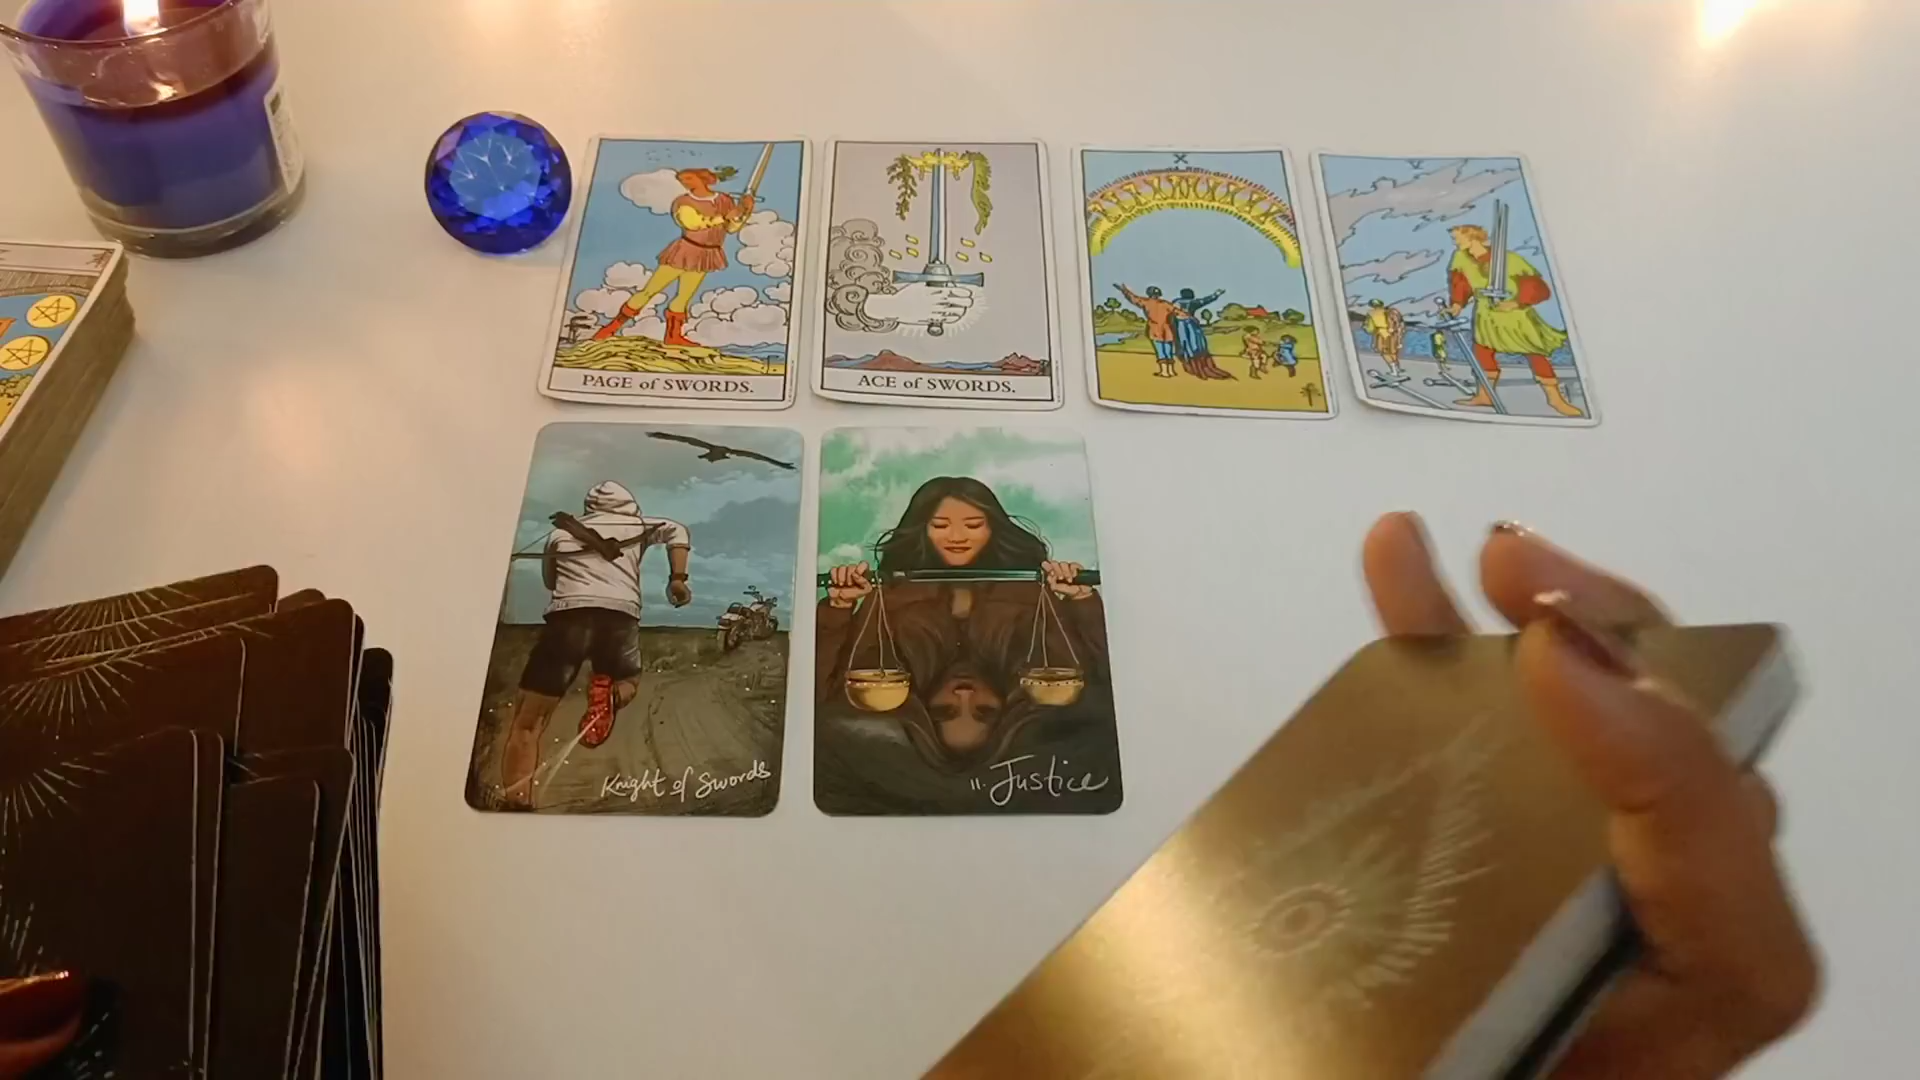 PAGE of SWORDS.
ACE of SWORDS.
X
V
Knight of Swords
11. Justice